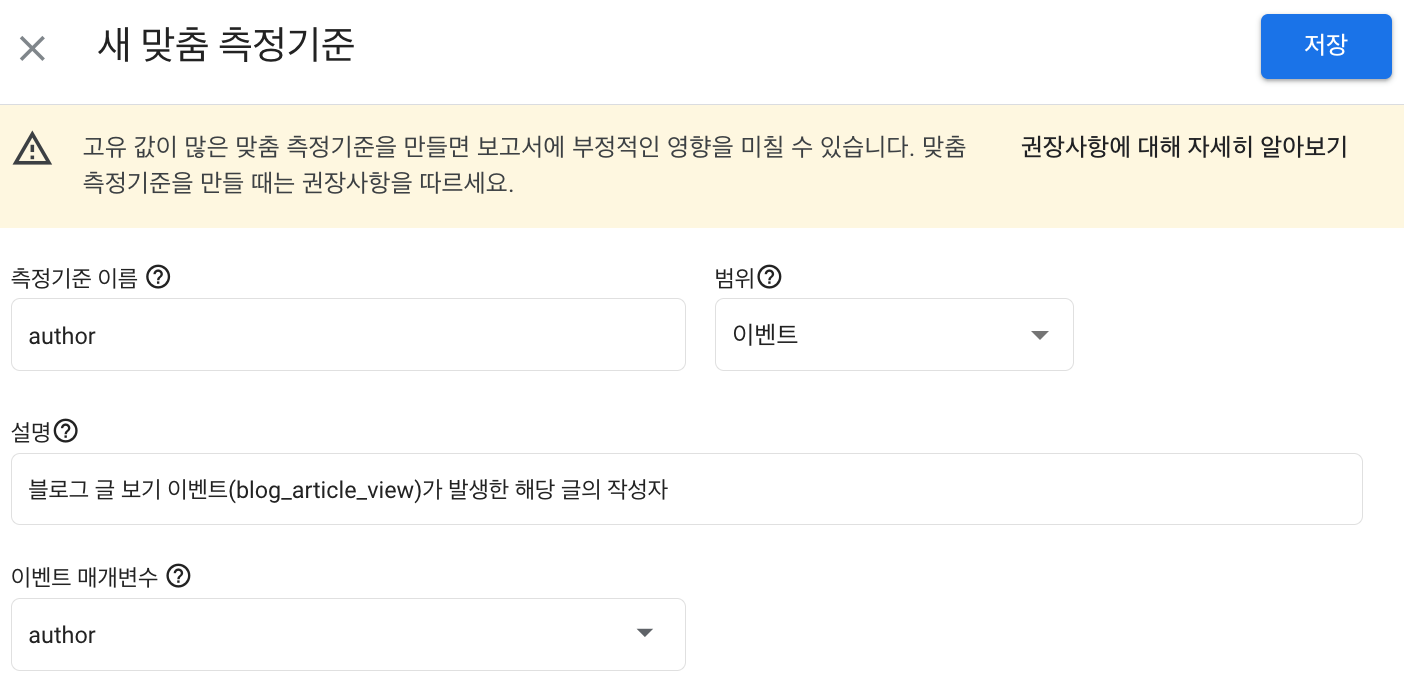 새 맞춤 측정기준
저장
고유 값이 많은 맞춤 측정기준을 만들면 보고서에 부정적인 영향을 미칠 수 있습니다. 맞춤
측정기준을 만들 때는 권장사항을 따르세요.
권장사항에 대해 자세히 알아보기
측정기준 이름
범위
author
이벤트
설명
블로그 글 보기 이벤트(blog_article_view)가 발생한 해당 글의 작성자
이벤트 매개변수
author